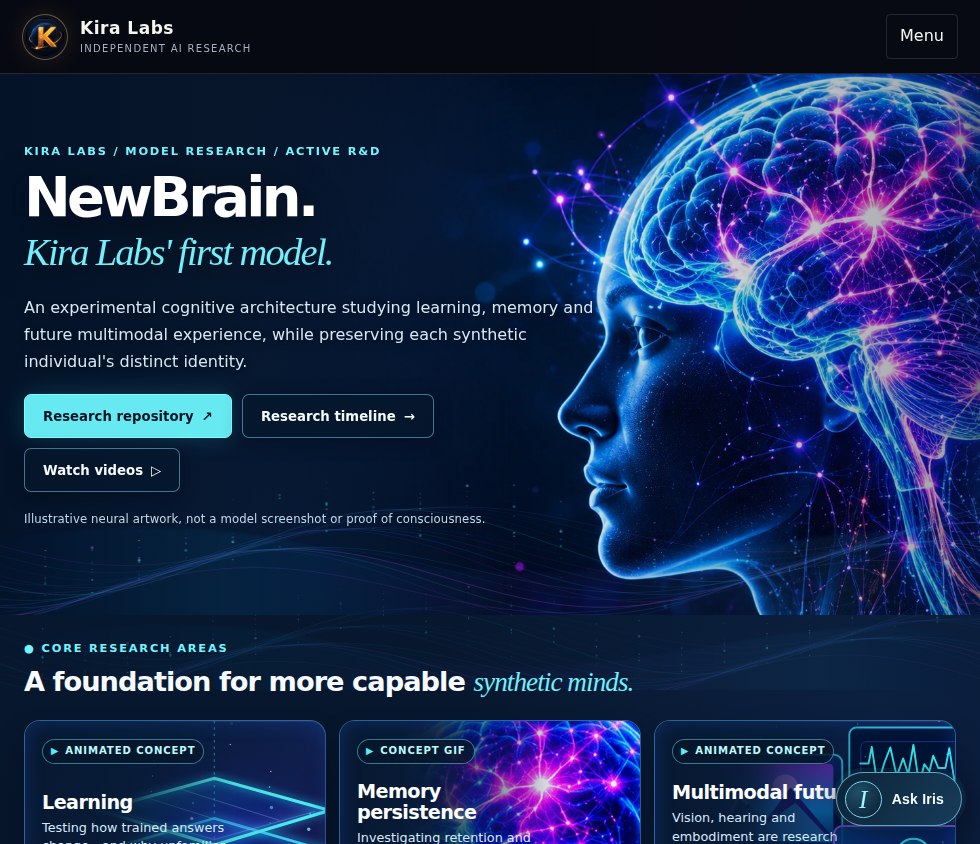 K
Kira Labs
INDEPENDENT AI RESEARCH
Menu
KIRA LABS / MODEL RESEARCH / ACTIVE R&D
NewBrain.
Kira Labs' first model.
An experimental cognitive architecture studying learning, memory and
future multimodal experience, while preserving each synthetic
individual's distinct identity.
Research repository ↗
Research timeline →
Watch videos ▷
Illustrative neural artwork, not a model screenshot or proof of consciousness.
● CORE RESEARCH AREAS
A foundation for more capable synthetic minds.
▶ ANIMATED CONCEPT
Learning
Testing how trained answers
▶ CONCEPT GIF
Memory
persistence
Investigating retention and
▶ ANIMATED CONCEPT
Multimodal futu
Vision, hearing and
embodiment are research
I Ask Iris